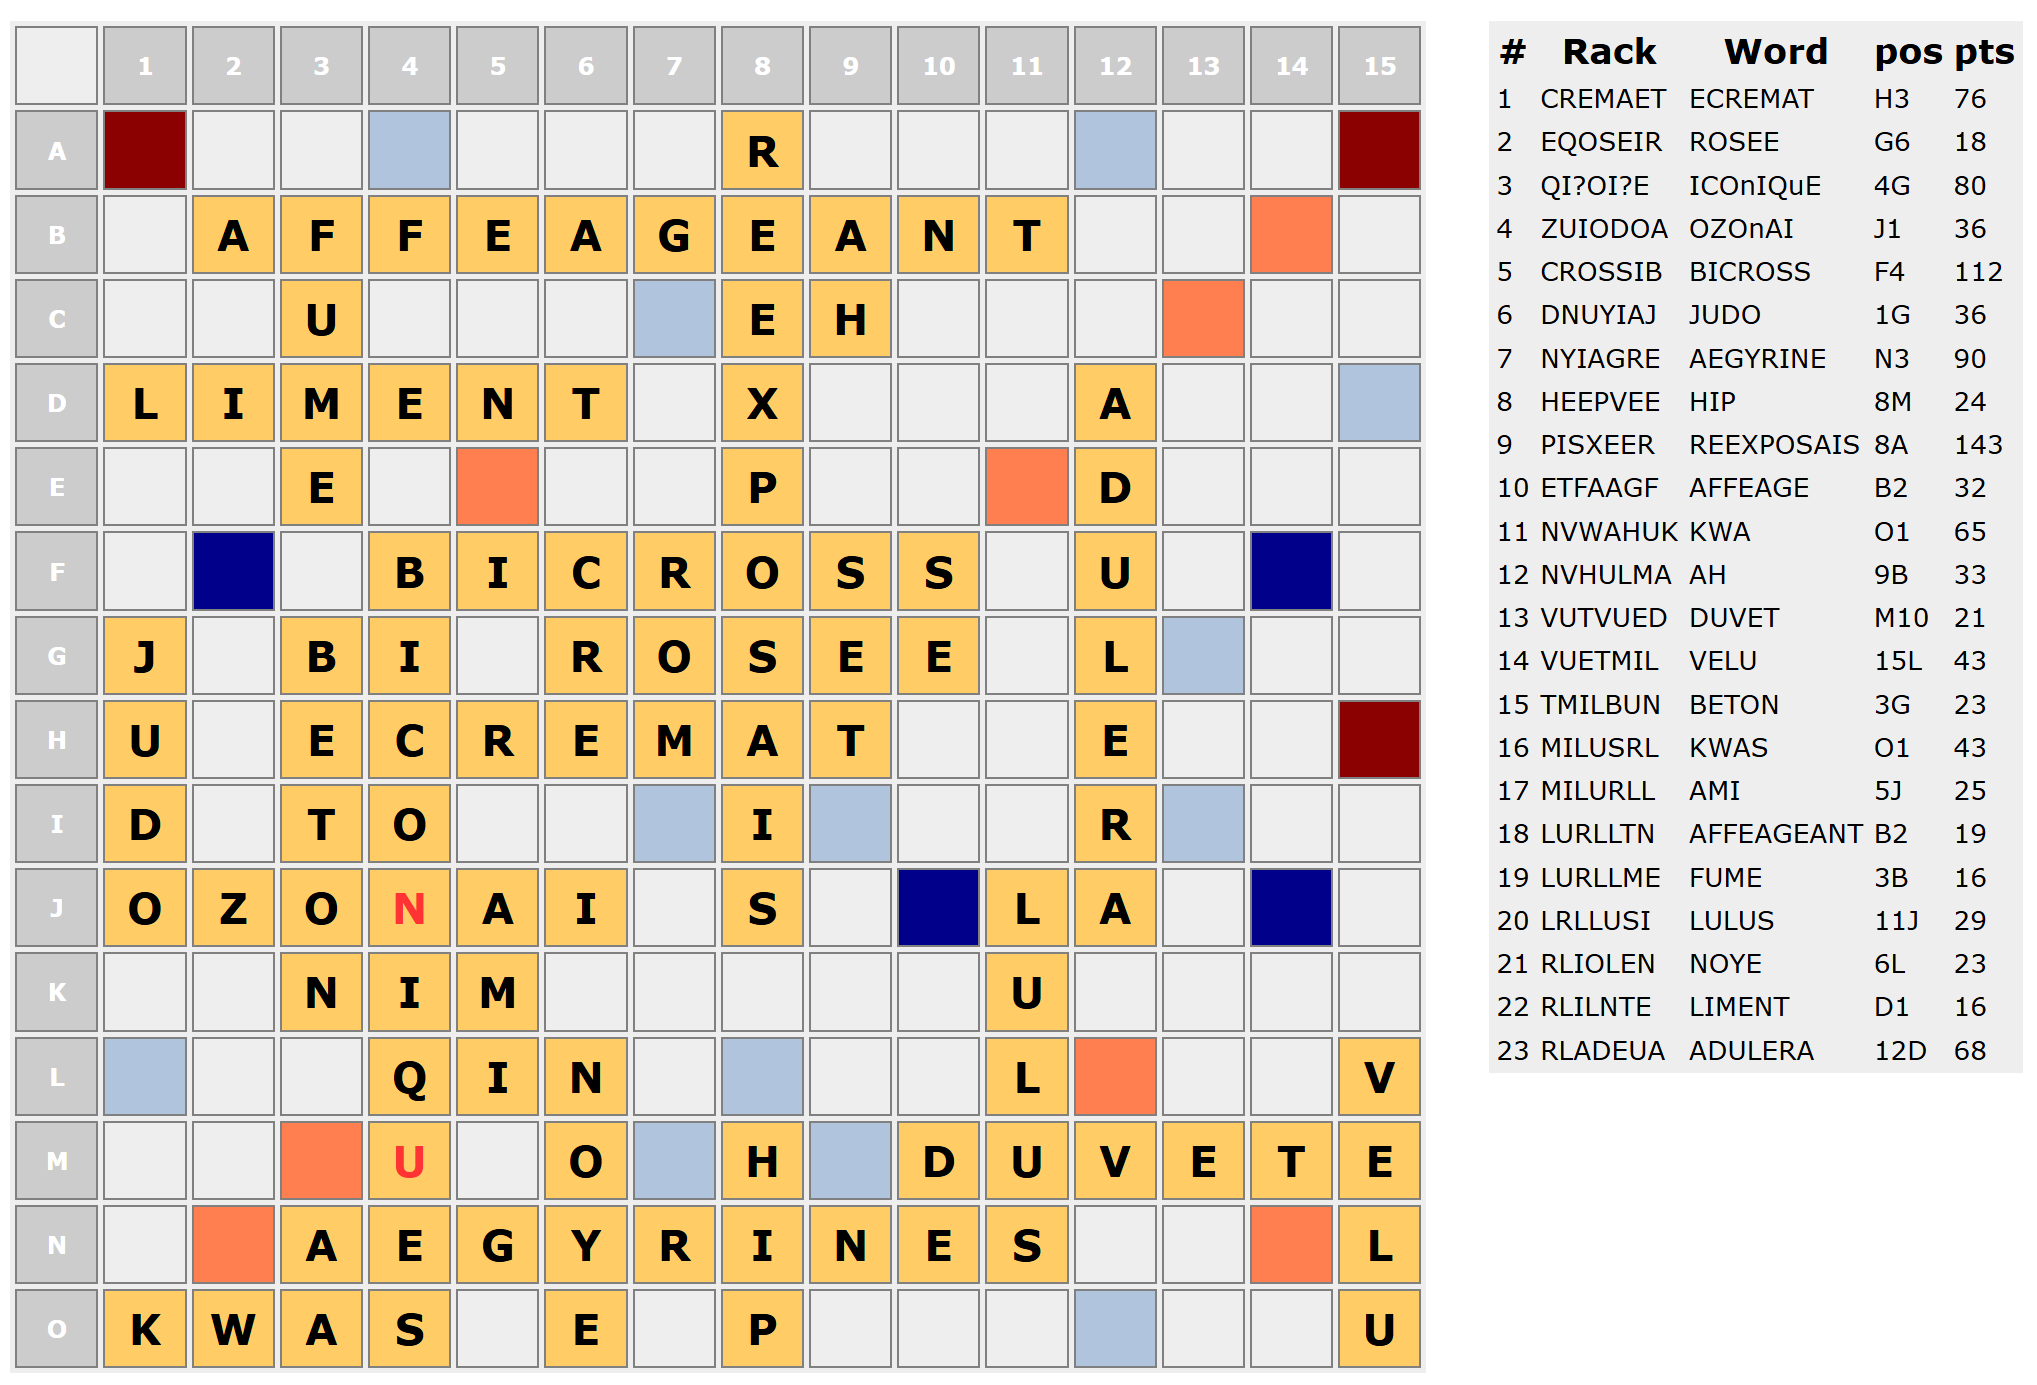 1 2 3 4 5 6 7 8 9 10 11 12 13 14 15
A R
B A F F E A G E A N T
C U E H
D L I M E N T X A
E E P D
F B I C R O S S U
G J B I R O S E E L
H U E C R E M A T E
I D T O I R
J O Z O N A I S L A
K N I M U
L Q I N L V
M U O H D U V E T E
N A E G Y R I N E S L
O K W A S E P U
# Rack Word pos pts
1 CREMAET ECREMAT H3 76
2 EQOSEIR ROSEE G6 18
3 QI?OI?E ICOnIQuE 4G 80
4 ZUIODOA OZOnAI J1 36
5 CROSSIB BICROSS F4 112
6 DNUYIAJ JUDO 1G 36
7 NYIAGRE AEGYRINE N3 90
8 HEEPVEE HIP 8M 24
9 PISXEER REEXPOSAIS 8A 143
10 ETFAAGF AFFEAGE B2 32
11 NVWAHUK KWA O1 65
12 NVHULMA AH 9B 33
13 VUTVUED DUVET M10 21
14 VUETMIL VELU 15L 43
15 TMILBUN BETON 3G 23
16 MILUSRL KWAS O1 43
17 MILURLL AMI 5J 25
18 LURLLTN AFFEAGEANT B2 19
19 LURLLME FUME 3B 16
20 LRLLUSI LULUS 11J 29
21 RLIOLEN NOYE 6L 23
22 RLILNTE LIMENT D1 16
23 RLADEUA ADULERA 12D 68